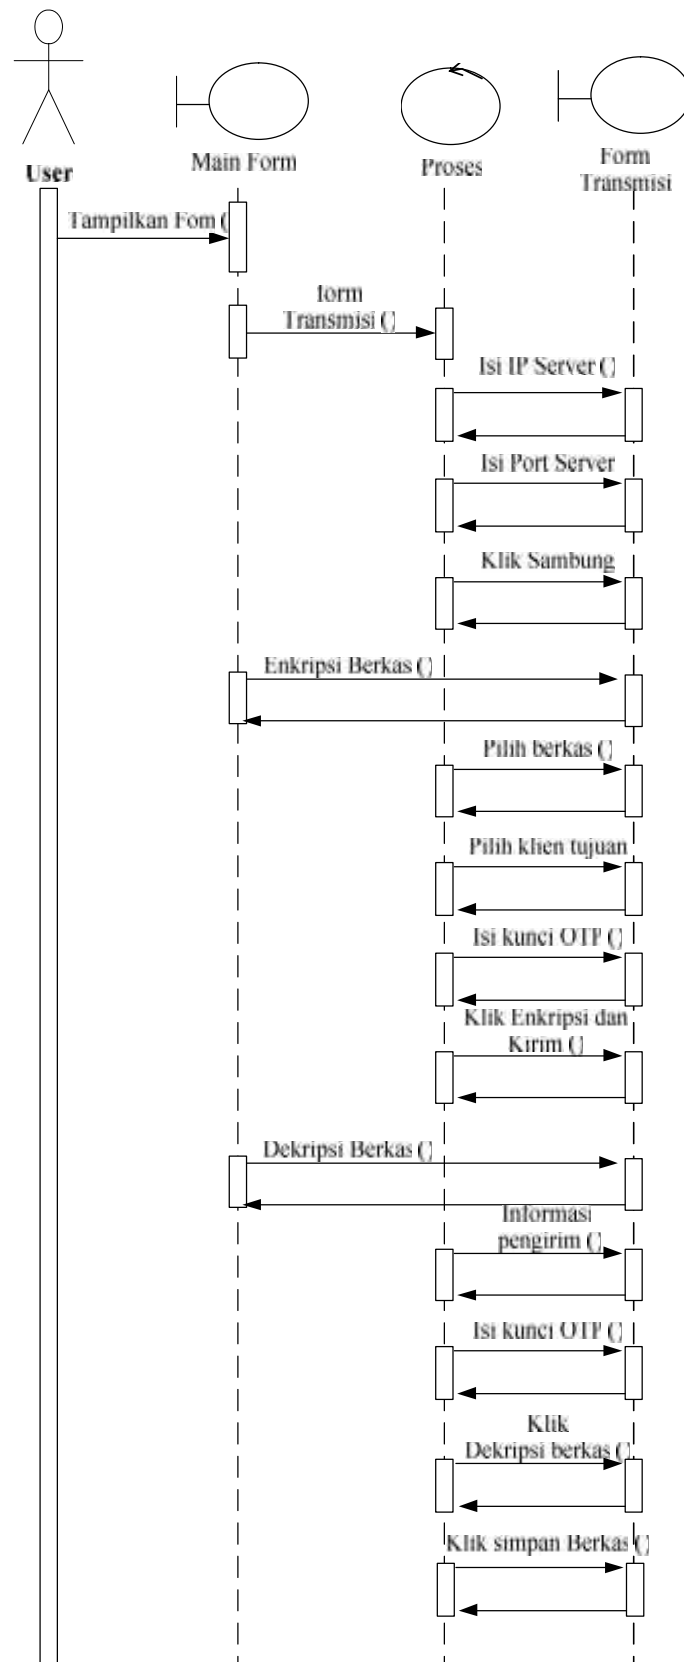 User
Main Form
Proses
Form
Transmisi
Tampilkan Fom (
form
Transmisi ()
Isi IP Server ()
Isi Port Server
Klik Sambung
Enkripsi Berkas ()
Pilih berkas ()
Pilih klien tujuan
Isi kunci OTP ()
Klik Enkripsi dan
Kirim ()
Dekripsi Berkas ()
Informasi
pengirim ()
Isi kunci OTP ()
Klik
Dekripsi berkas ()
Klik simpan Berkas ()